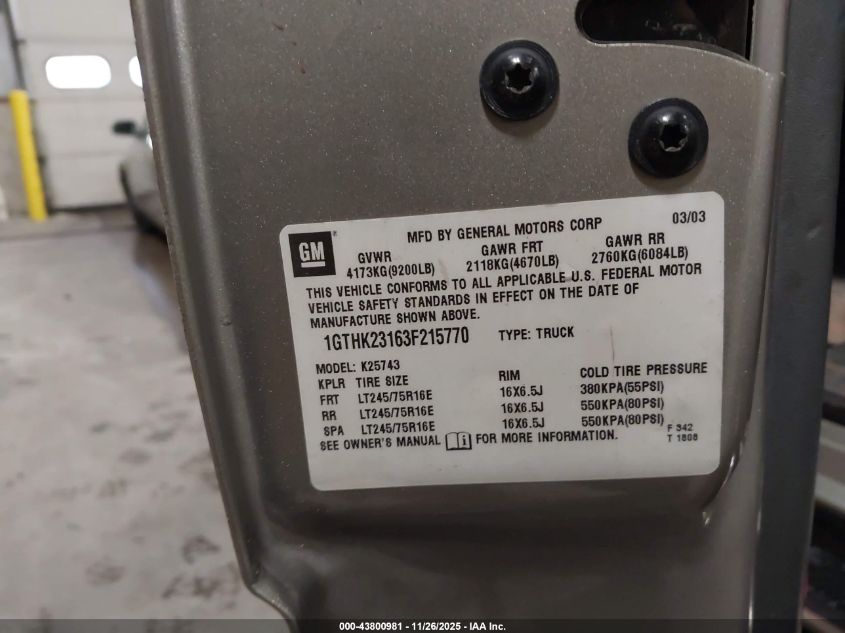 GM ®
MFD BY GENERAL MOTORS CORP 03/03
GVWR GAWR FRT GAWR RR
4173KG(9200LB) 2118KG(4670LB) 2760KG(6084LB)
THIS VEHICLE CONFORMS TO ALL APPLICABLE U.S. FEDERAL MOTOR
VEHICLE SAFETY STANDARDS IN EFFECT ON THE DATE OF
MANUFACTURE SHOWN ABOVE.
1GTHK23163F215770 TYPE: TRUCK
MODEL: K25743
KPLR TIRE SIZE RIM COLD TIRE PRESSURE
FRT LT245/75R16E 16X6.5J 380KPA(55PSI)
RR LT245/75R16E 16X6.5J 550KPA(80PSI)
SPA LT245/75R16E 16X6.5J 550KPA(80PSI)
SEE OWNER'S MANUAL FOR MORE INFORMATION.
F 342
T 1808
000-43800981 - 11/26/2025 - IAA Inc.